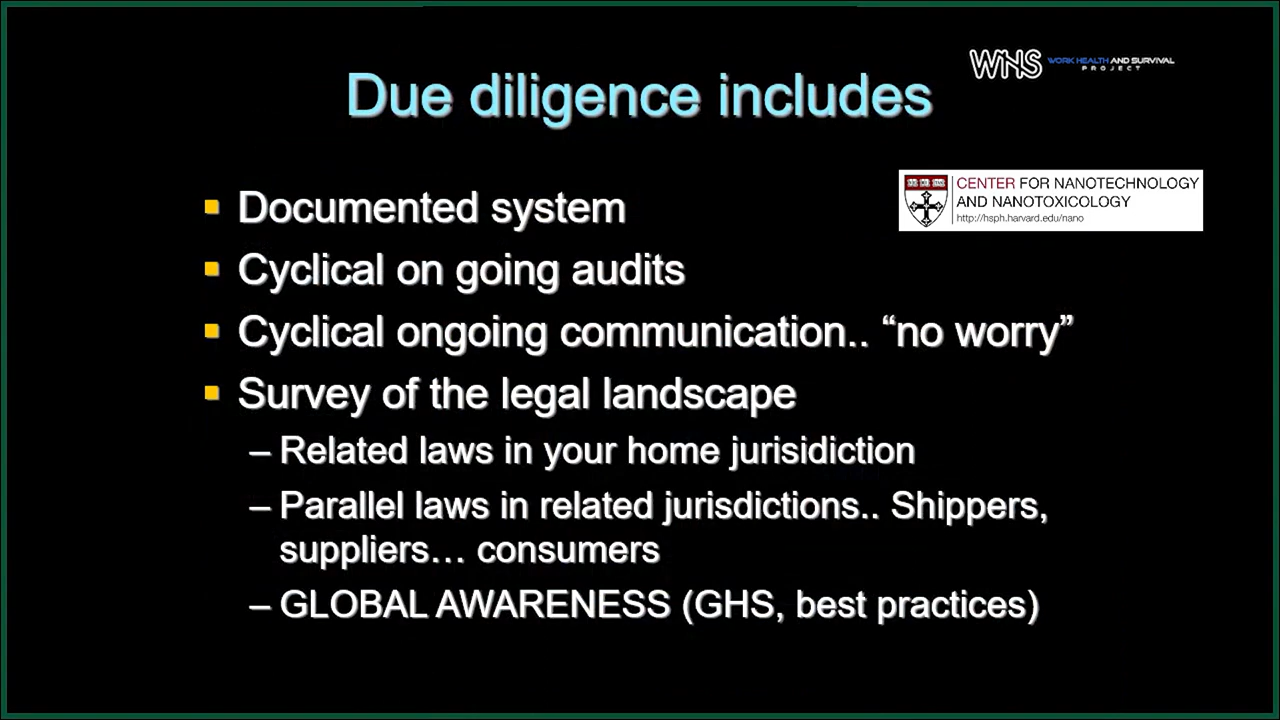 Due diligence includes
WHS WORK HEALTH AND SURVIVAL
PROJECT
CENTER FOR NANOTECHNOLOGY
AND NANOTOXICOLOGY
http://hsph.harvard.edu/nano
Documented system
Cyclical on going audits
Cyclical ongoing communication.. “no worry”
Survey of the legal landscape
– Related laws in your home jurisidiction
– Parallel laws in related jurisdictions.. Shippers,
suppliers… consumers
– GLOBAL AWARENESS (GHS, best practices)